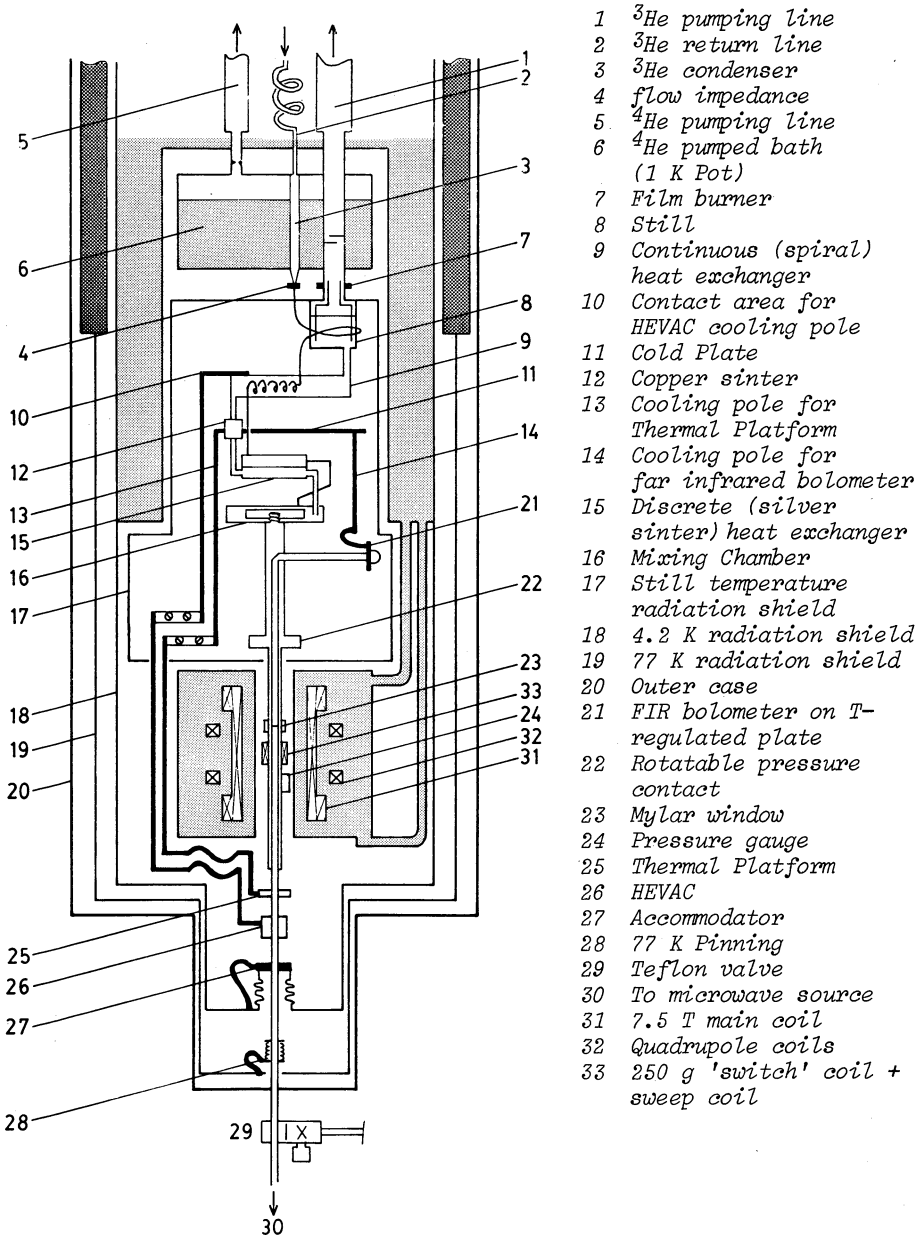 1 ³He pumping line
2 ³He return line
3 ³He condenser
4 flow impedance
5 ⁴He pumping line
6 ⁴He pumped bath
(1 K Pot)
7 Film burner
8 Still
9 Continuous (spiral)
heat exchanger
10 Contact area for
HEVAC cooling pole
11 Cold Plate
12 Copper sinter
13 Cooling pole for
Thermal Platform
14 Cooling pole for
far infrared bolometer
15 Discrete (silver
sinter) heat exchanger
16 Mixing Chamber
17 Still temperature
radiation shield
18 4.2 K radiation shield
19 77 K radiation shield
20 Outer case
21 FIR bolometer on T-
regulated plate
22 Rotatable pressure
contact
23 Mylar window
24 Pressure gauge
25 Thermal Platform
26 HEVAC
27 Accommodator
28 77 K Pinning
29 Teflon valve
30 To microwave source
31 7.5 T main coil
32 Quadrupole coils
33 250 g 'switch' coil +
sweep coil
1
2
5
3
6
7
8
4
9
10
11
12
14
13
21
15
16
22
17
23
33
24
18
32
19
31
20
25
26
27
28
29
30